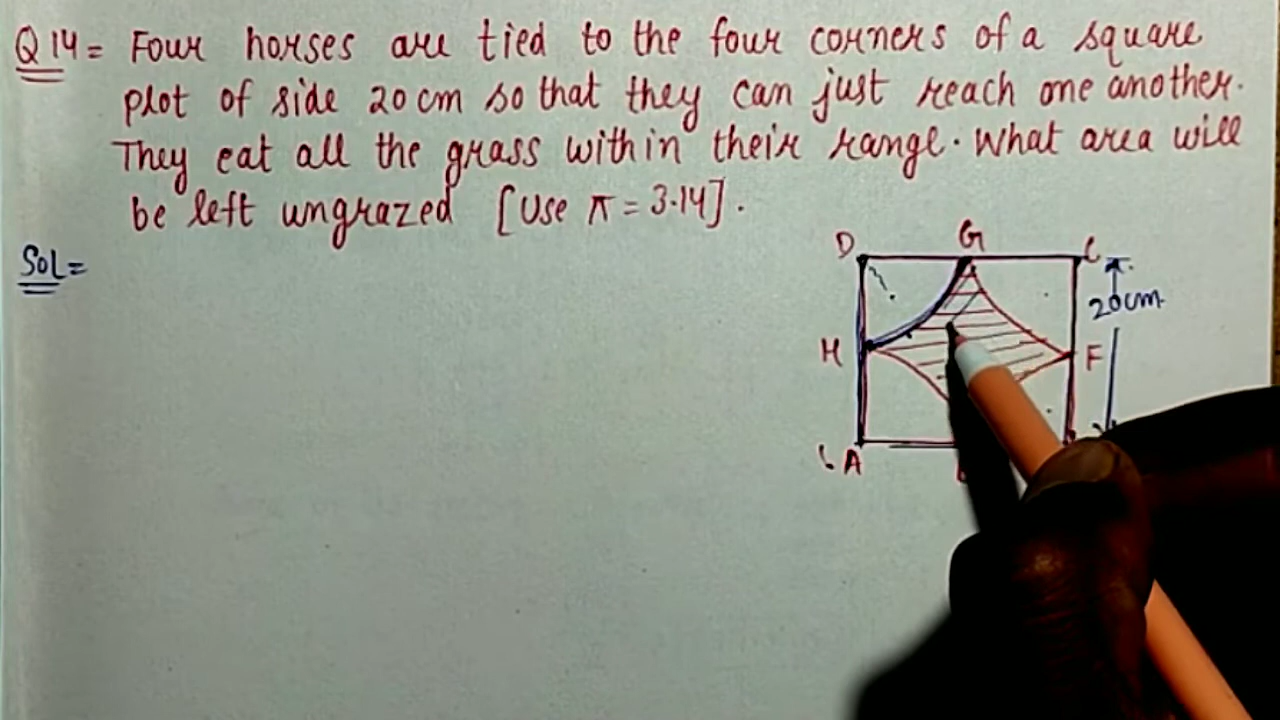 Q 14 = Four horses are tied to the four corners of a square
plot of side 20 cm so that they can just reach one another.
They eat all the grass within their range. What area will
be left ungrazed [Use π = 3.14].
Sol =
D G C
20cm
H F
A